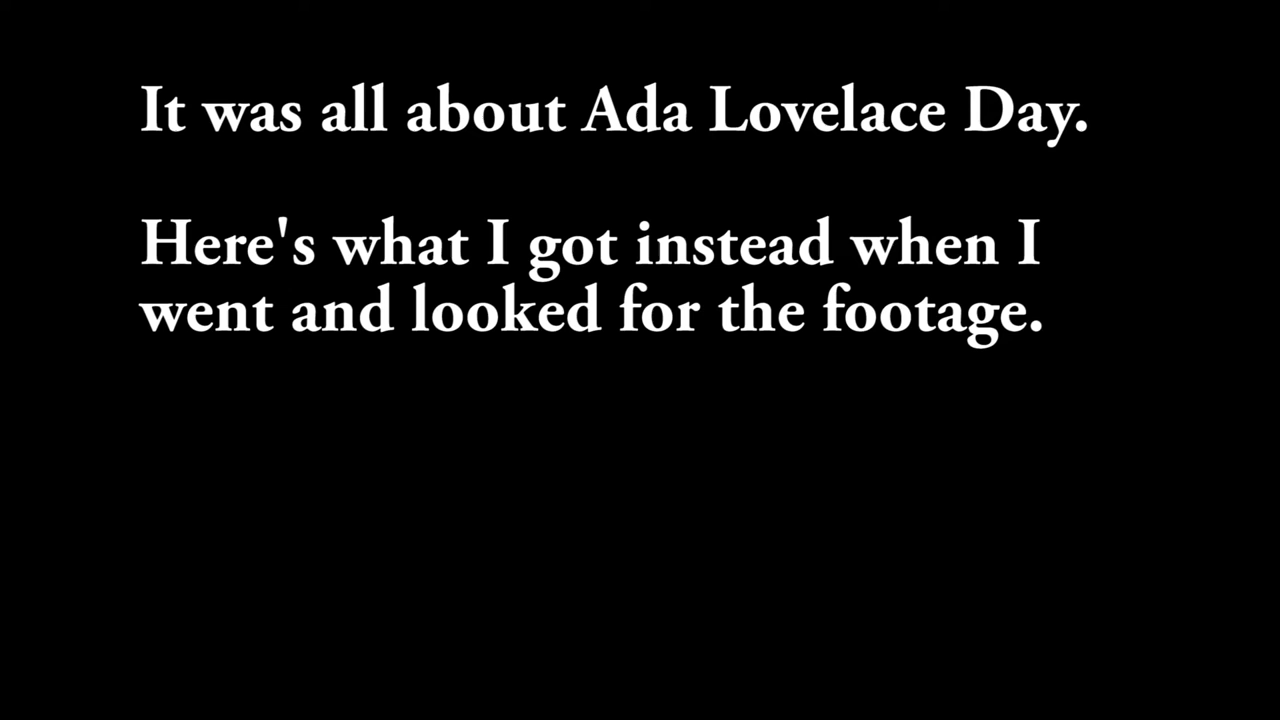 It was all about Ada Lovelace Day.
Here's what I got instead when I
went and looked for the footage.